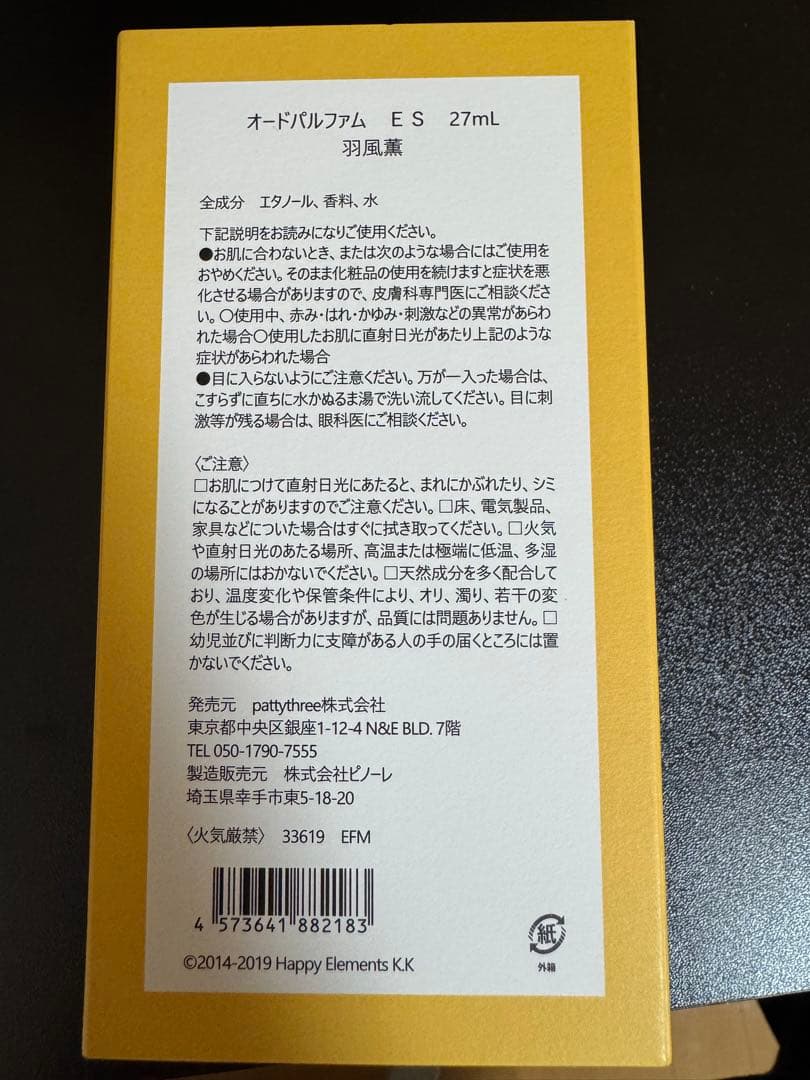 オードパルファム　ＥＳ　27mL
羽風薫
全成分　エタノール、香料、水
下記説明をお読みになりご使用ください。
●お肌に合わないとき、または次のような場合にはご使用を
おやめください。そのまま化粧品の使用を続けますと症状を悪
化させる場合がありますので、皮膚科専門医にご相談くださ
い。〇使用中、赤み・はれ・かゆみ・刺激などの異常があらわ
れた場合〇使用したお肌に直射日光があたり上記のような
症状があらわれた場合
●目に入らないようにご注意ください。万が一入った場合は、
こすらずに直ちに水かぬるま湯で洗い流してください。目に刺
激等が残る場合は、眼科医にご相談ください。
〈ご注意〉
□お肌につけて直射日光にあたると、まれにかぶれたり、シミ
になることがありますのでご注意ください。□床、電気製品、
家具などについた場合はすぐに拭き取ってください。□火気
や直射日光のあたる場所、高温または極端に低温、多湿
の場所にはおかないでください。□天然成分を多く配合して
おり、温度変化や保管条件により、オリ、濁り、若干の変
色が生じる場合がありますが、品質には問題ありません。□
幼児並びに判断力に支障がある人の手の届くところには置
かないでください。
発売元　pattythree株式会社
東京都中央区銀座1-12-4 N&E BLD. 7階
TEL 050-1790-7555
製造販売元　株式会社ピノーレ
埼玉県幸手市東5-18-20
〈火気厳禁〉 33619 EFM
4 573641 882183
紙
外箱
©2014-2019 Happy Elements K.K